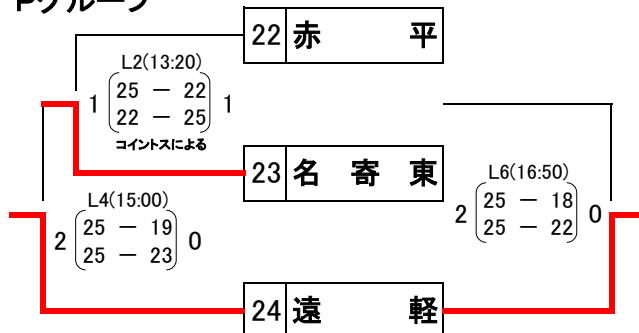 Pグループ
22 赤 平
L2(13:20)
1 25 － 22 1
22 － 25
コイントスによる
23 名 寄 東
L4(15:00)
2 25 － 19 0
25 － 23
L6(16:50)
2 25 － 18 0
25 － 22
24 遠 軽